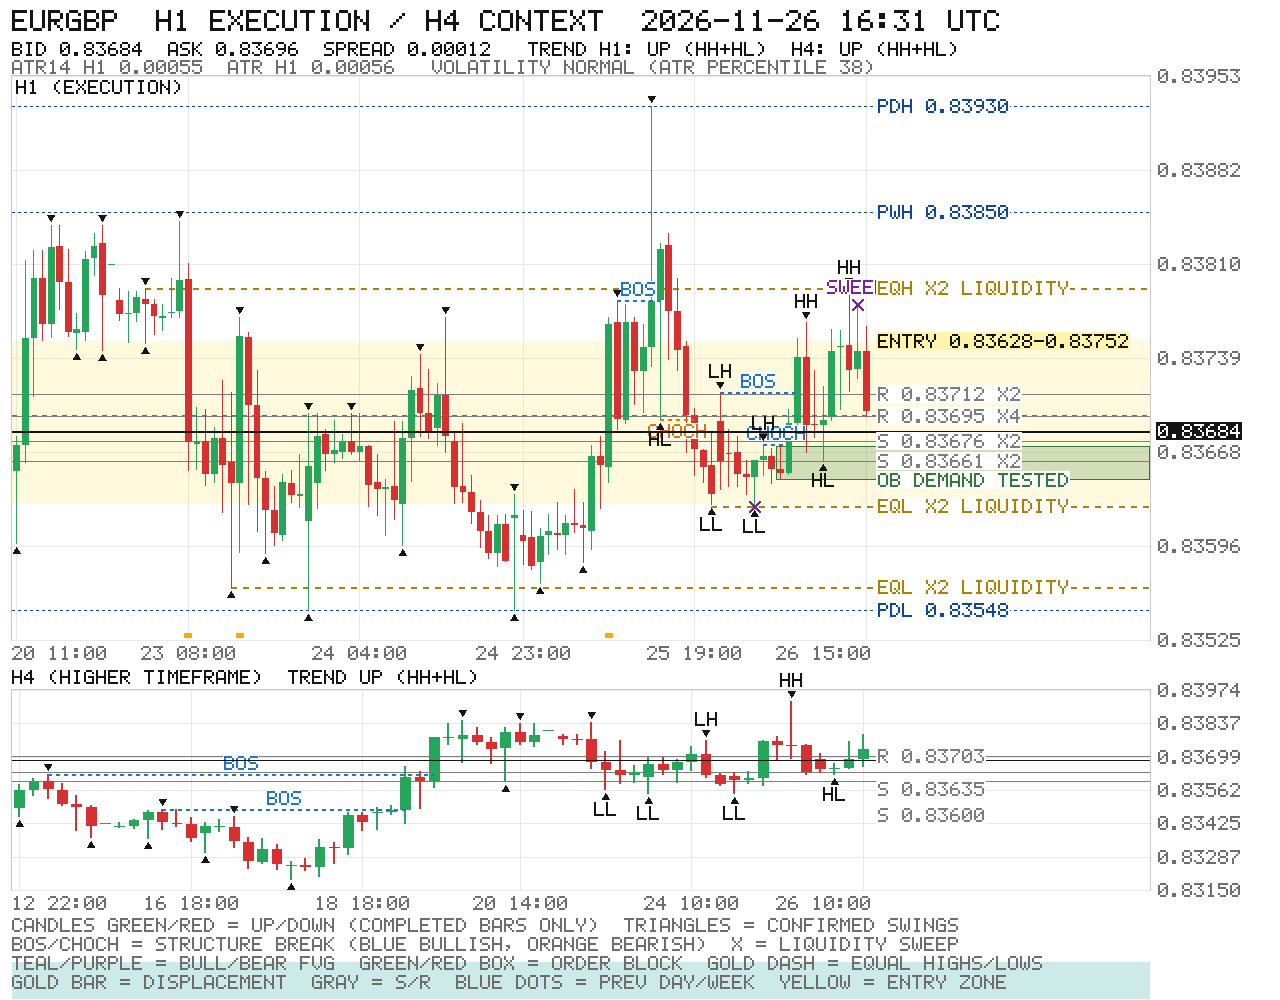 EURGBP  H1 EXECUTION / H4 CONTEXT  2026-11-26 16:31 UTC
BID 0.83684  ASK 0.83696  SPREAD 0.00012   TREND H1: UP (HH+HL)  H4: UP (HH+HL)
ATR14 H1 0.00055  ATR H1 0.00056   VOLATILITY NORMAL (ATR PERCENTILE 38)
H1 (EXECUTION)
0.83953
PDH 0.83930
0.83882
PWH 0.83850
0.83810
HH
BOS
SWEE
EQH X2 LIQUIDITY
HH
ENTRY 0.83628-0.83752
0.83739
LH
BOS
R 0.83712 X2
R 0.83695 X4
LH
CHOCH
CHOCH
0.83684
HL
S 0.83676 X2
0.83668
S 0.83661 X2
HL
OB DEMAND TESTED
EQL X2 LIQUIDITY
LL
LL
0.83596
EQL X2 LIQUIDITY
PDL 0.83548
0.83525
20 11:00  23 08:00  24 04:00  24 23:00  25 19:00  26 15:00
H4 (HIGHER TIMEFRAME)  TREND UP (HH+HL)
HH
0.83974
LH
0.83837
BOS
R 0.83703
0.83699
BOS
S 0.83635
0.83562
HL
LL
LL
LL
S 0.83600
0.83425
0.83287
0.83150
12 22:00  16 18:00  18 18:00  20 14:00  24 10:00  26 10:00
CANDLES GREEN/RED = UP/DOWN (COMPLETED BARS ONLY)  TRIANGLES = CONFIRMED SWINGS
BOS/CHOCH = STRUCTURE BREAK (BLUE BULLISH, ORANGE BEARISH)  X = LIQUIDITY SWEEP
TEAL/PURPLE = BULL/BEAR FVG  GREEN/RED BOX = ORDER BLOCK  GOLD DASH = EQUAL HIGHS/LOWS
GOLD BAR = DISPLACEMENT  GRAY = S/R  BLUE DOTS = PREV DAY/WEEK  YELLOW = ENTRY ZONE